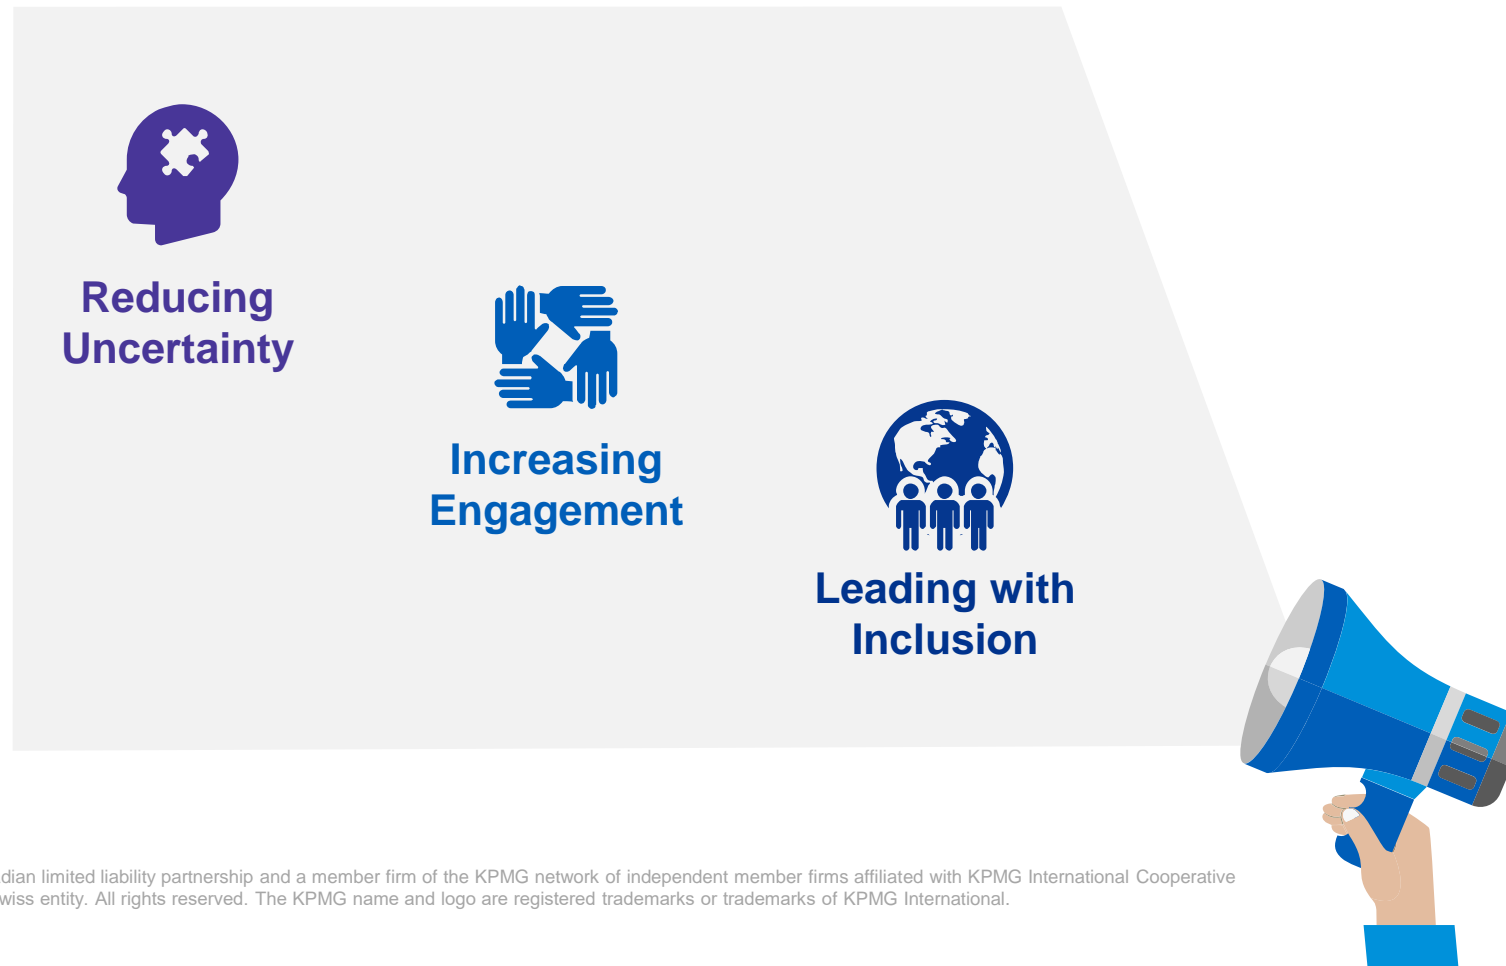 Reducing
Uncertainty
Increasing
Engagement
Leading with
Inclusion
dian limited liability partnership and a member firm of the KPMG network of independent member firms affiliated with KPMG International Cooperative
wiss entity. All rights reserved. The KPMG name and logo are registered trademarks or trademarks of KPMG International.